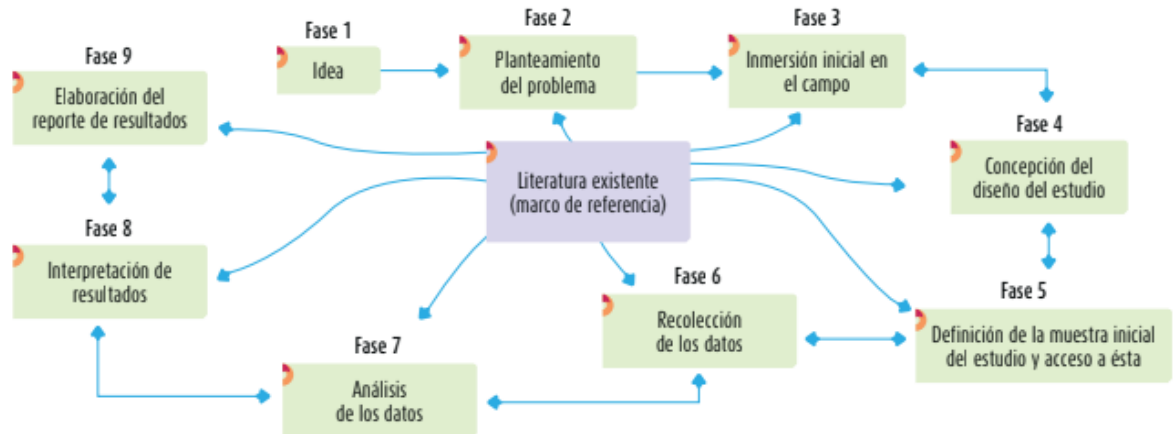 Fase 1
Idea
Fase 2
Planteamiento
del problema
Fase 3
Inmersión inicial en
el campo
Fase 4
Concepción del
diseño del estudio
Fase 5
Definición de la muestra inicial
del estudio y acceso a ésta
Fase 6
Recolección
de los datos
Fase 7
Análisis
de los datos
Fase 8
Interpretación de
resultados
Fase 9
Elaboración del
reporte de resultados
Literatura existente
(marco de referencia)